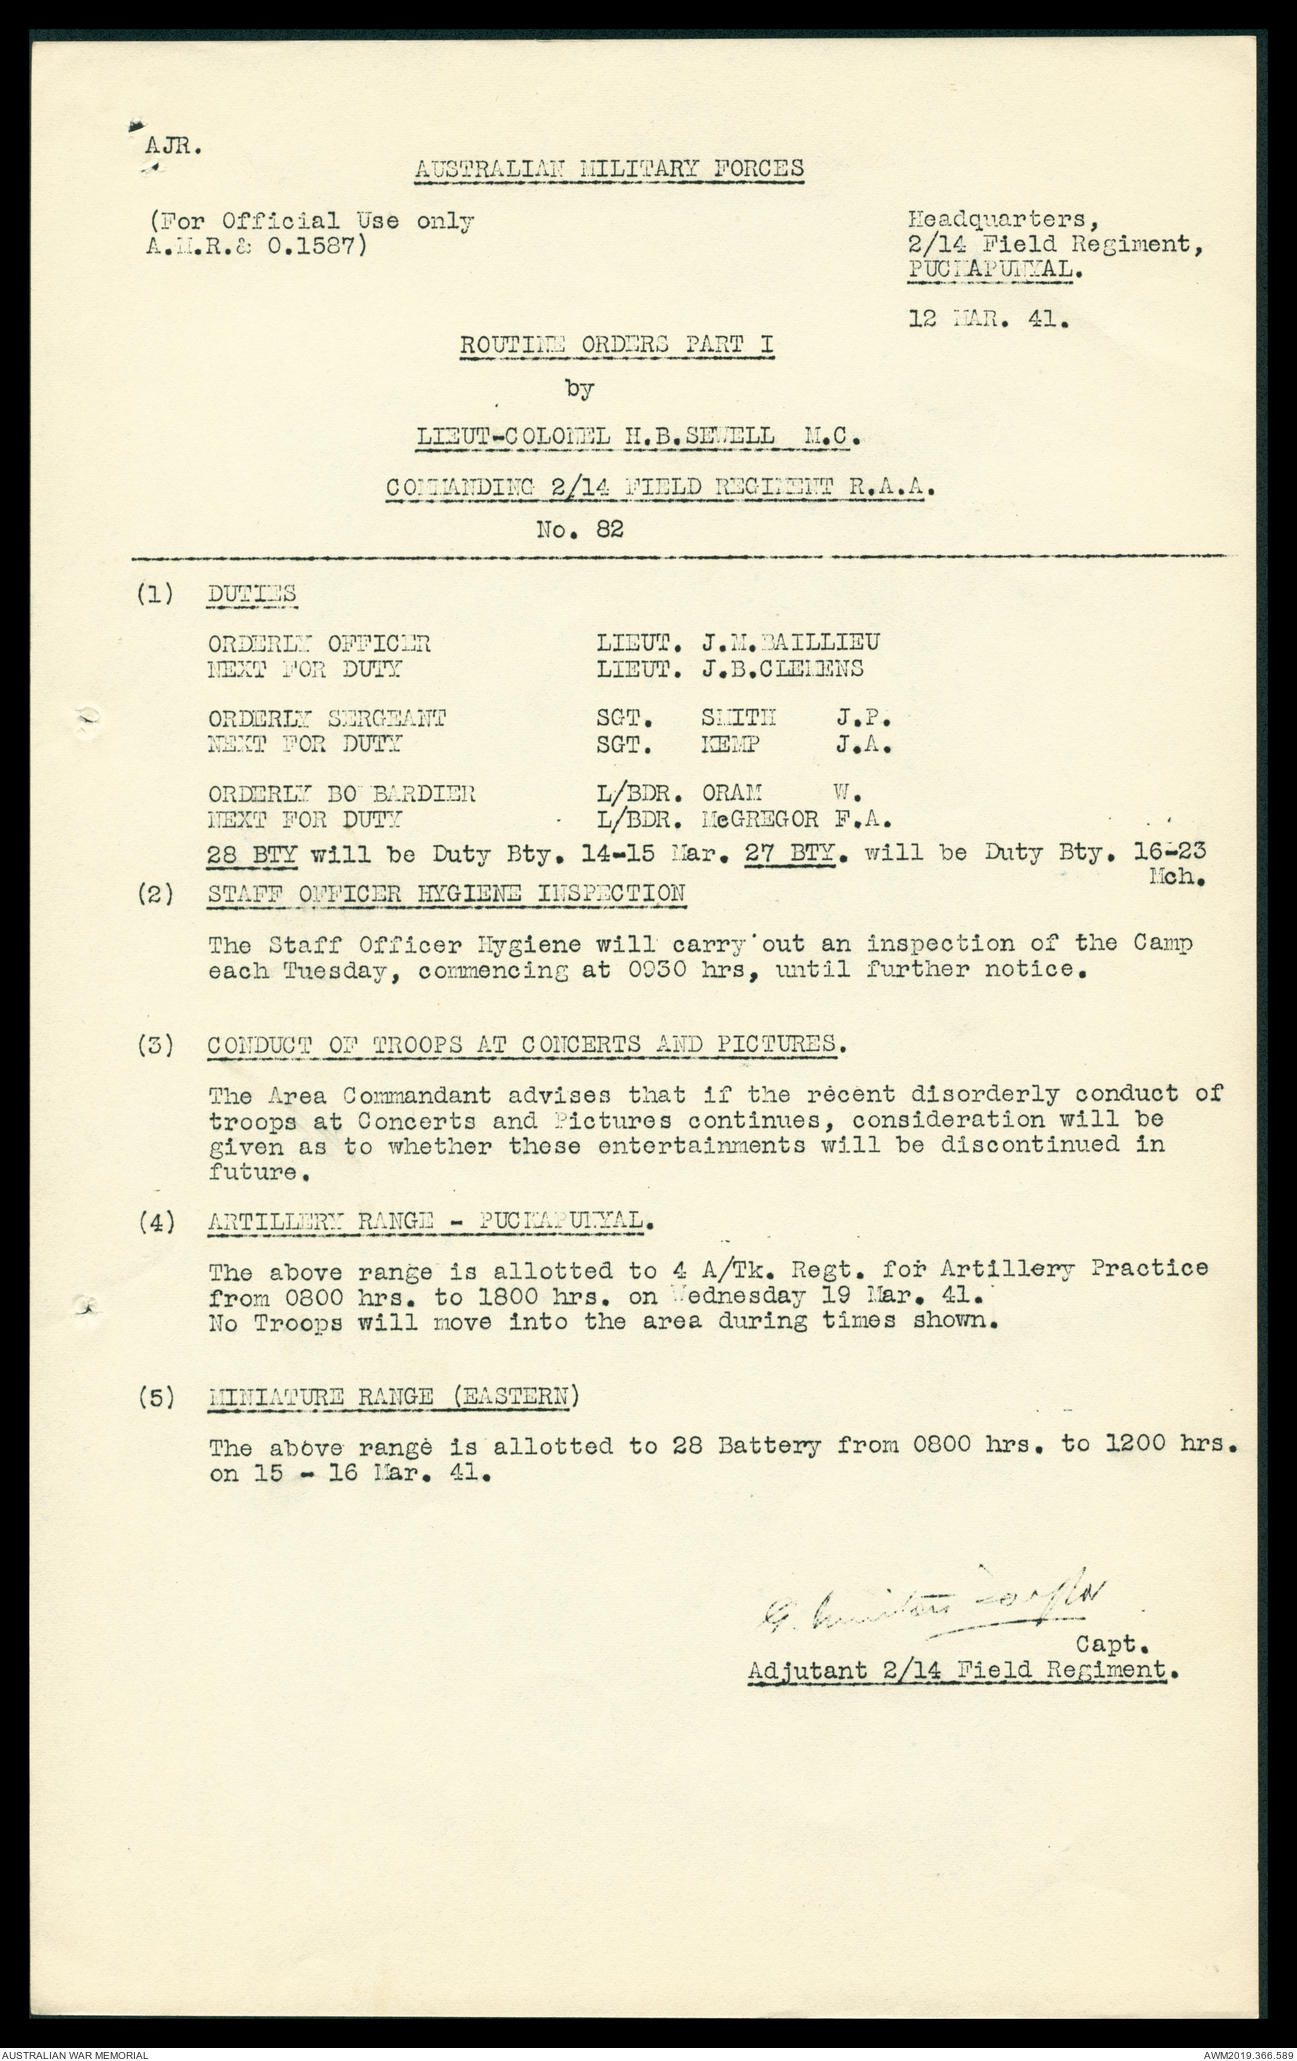 AJR.
AUSTRALIAN MILITARY FORCES
(For Official Use only
A.M.R.& O.1587)
Headquarters,
2/14 Field Regiment,
PUCKAPUNYAL.
12 MAR. 41.
ROUTINE ORDERS PART I
by
LIEUT-COLONEL H.B.SEWELL M.C.
COMMANDING 2/14 FIELD REGIMENT R.A.A.
No. 82
(1) DUTIES
ORDERLY OFFICER LIEUT. J.M.BAILLIEU
NEXT FOR DUTY LIEUT. J.B.CLEMENS
ORDERLY SERGEANT SGT. SMITH J.P.
NEXT FOR DUTY SGT. KEMP J.A.
ORDERLY BOMBARDIER L/BDR. ORAM W.
NEXT FOR DUTY L/BDR. McGREGOR F.A.
28 BTY will be Duty Bty. 14-15 Mar. 27 BTY. will be Duty Bty. 16-23
Mch.
(2) STAFF OFFICER HYGIENE INSPECTION
The Staff Officer Hygiene will carry out an inspection of the Camp
each Tuesday, commencing at 0930 hrs, until further notice.
(3) CONDUCT OF TROOPS AT CONCERTS AND PICTURES.
The Area Commandant advises that if the recent disorderly conduct of
troops at Concerts and Pictures continues, consideration will be
given as to whether these entertainments will be discontinued in
future.
(4) ARTILLERY RANGE - PUCKAPUNYAL.
The above range is allotted to 4 A/Tk. Regt. for Artillery Practice
from 0800 hrs. to 1800 hrs. on Wednesday 19 Mar. 41.
No Troops will move into the area during times shown.
(5) MINIATURE RANGE (EASTERN)
The above range is allotted to 28 Battery from 0800 hrs. to 1200 hrs.
on 15 - 16 Mar. 41.
Capt.
Adjutant 2/14 Field Regiment.
AUSTRALIAN WAR MEMORIAL
AWM2019.366.589